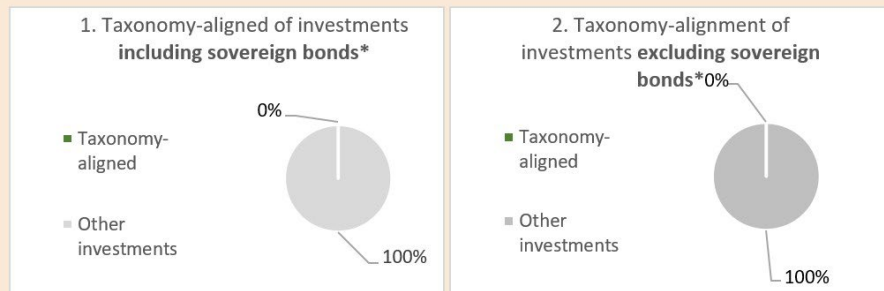 1. Taxonomy-aligned of investments
including sovereign bonds*
0%
Taxonomy-
aligned
Other
investments
100%
2. Taxonomy-alignment of
investments excluding sovereign
bonds*0%
Taxonomy-
aligned
Other
investments
100%